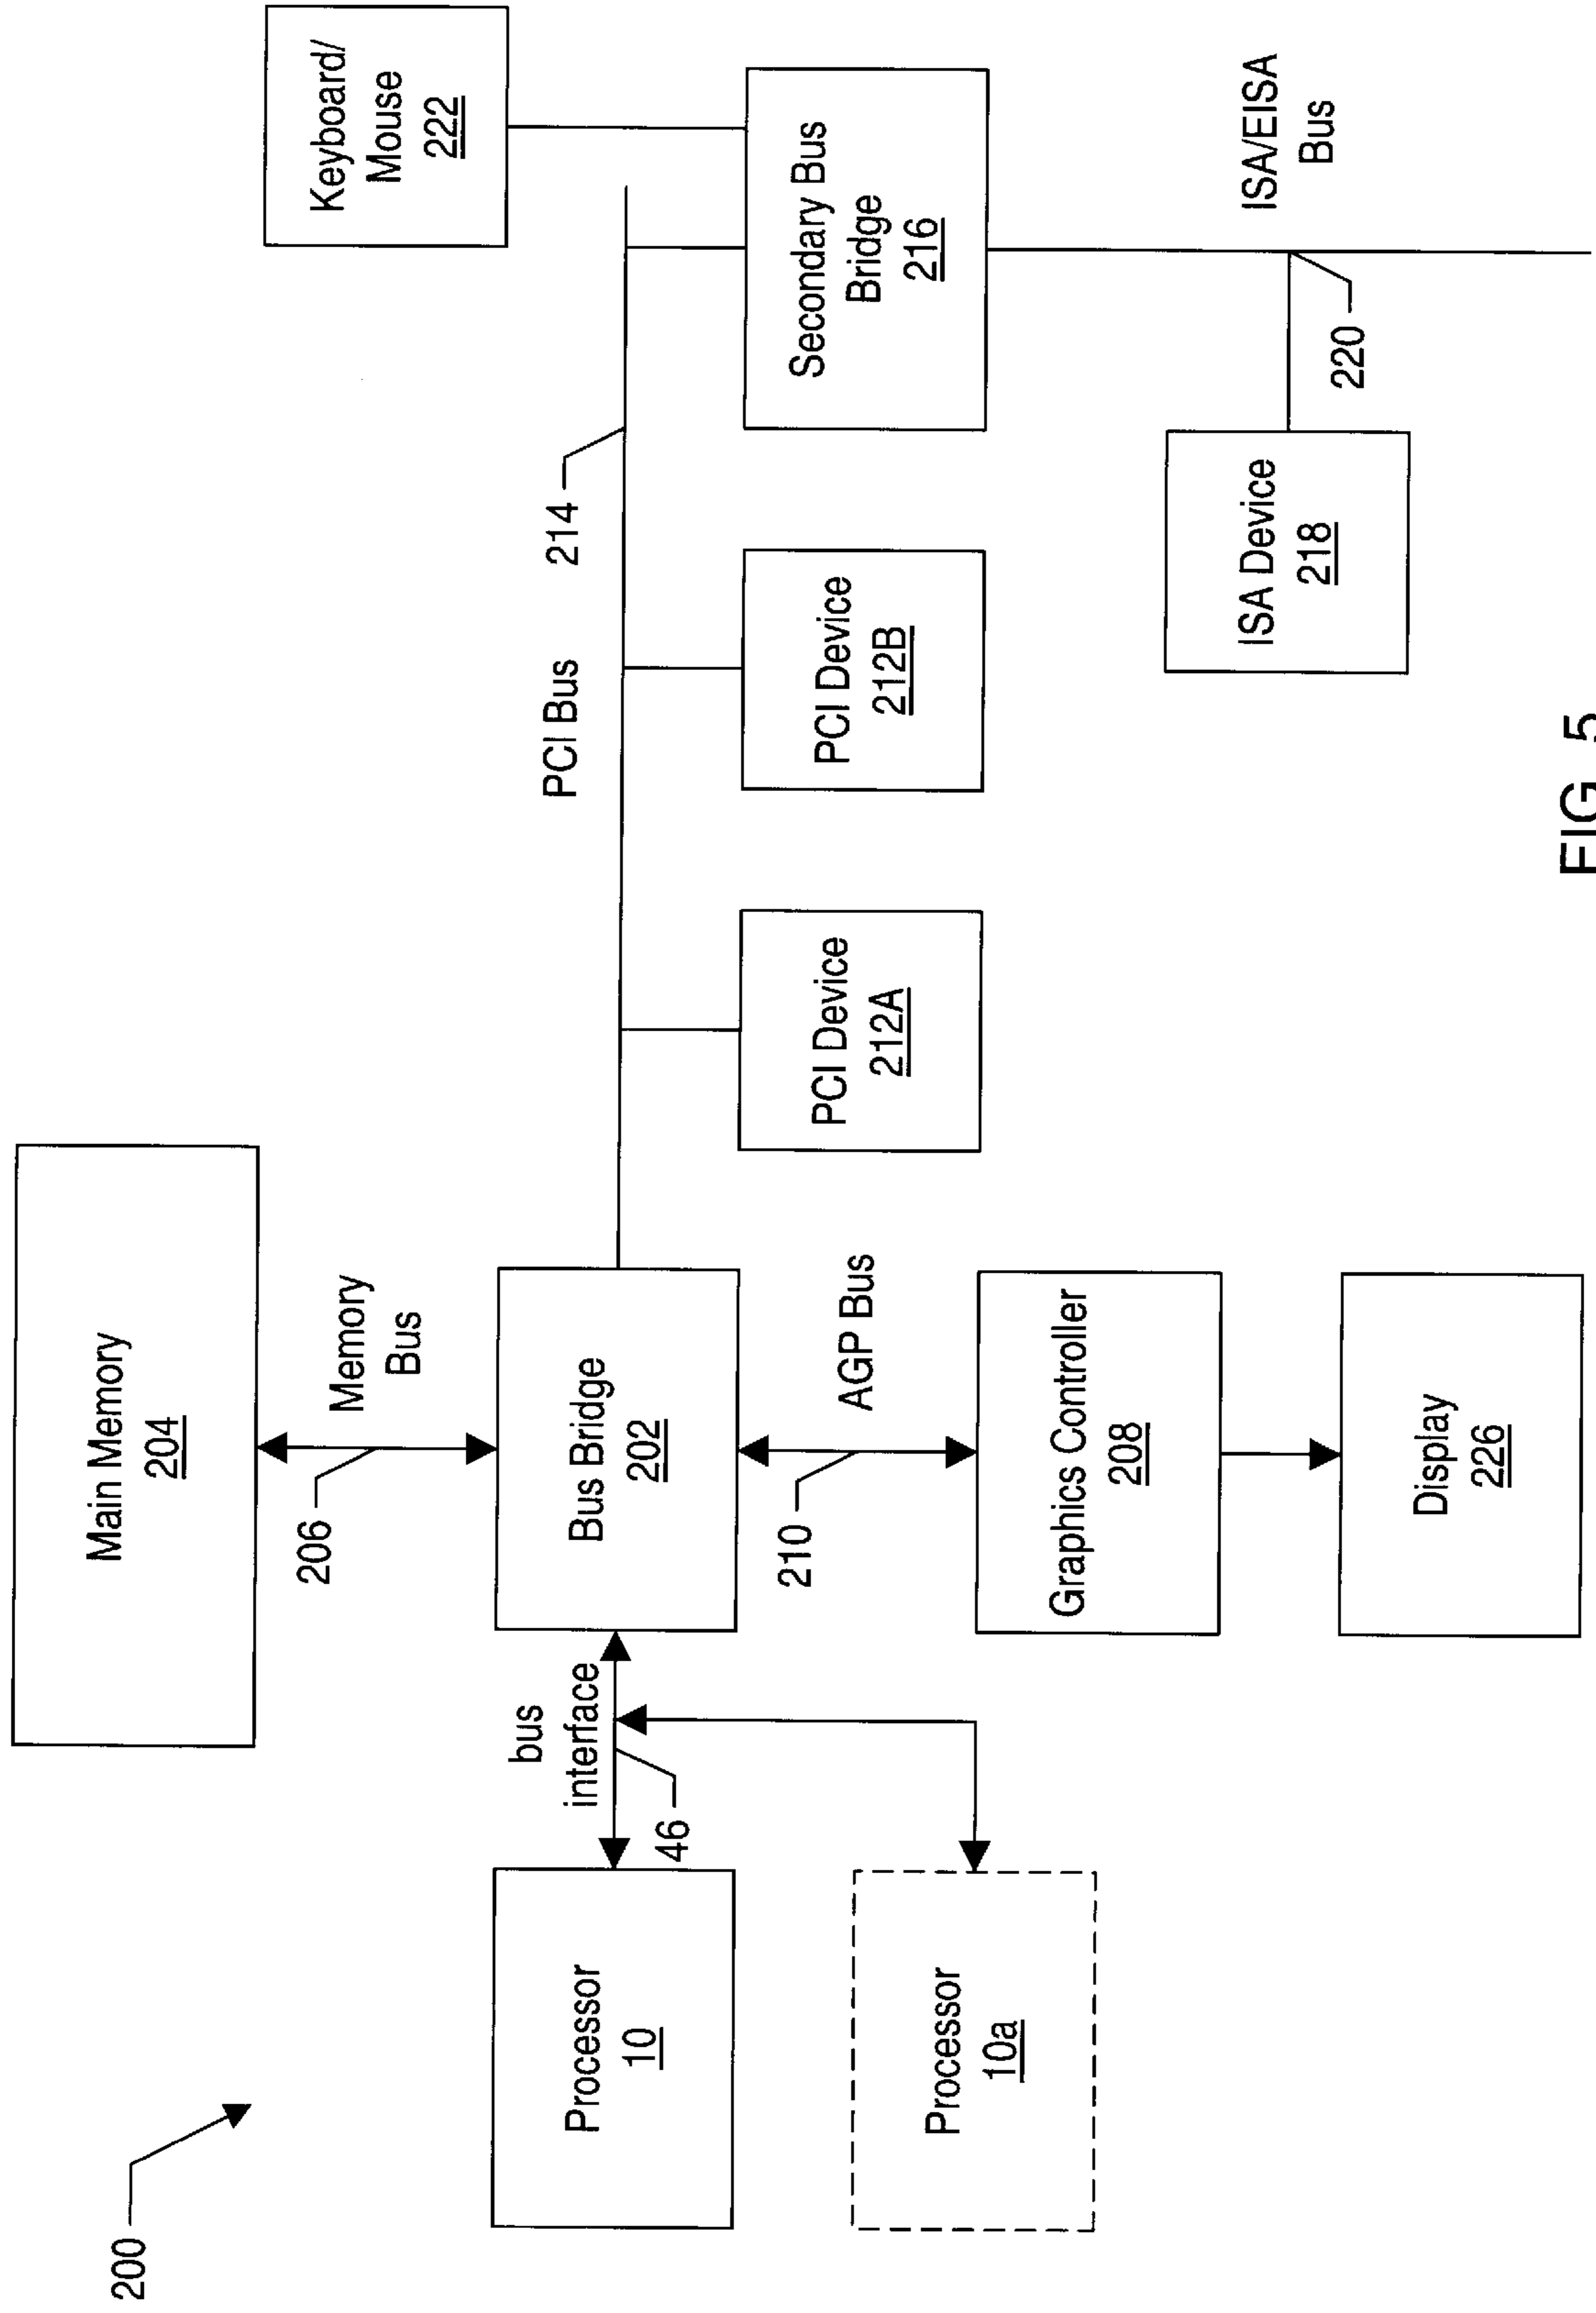 200
Main Memory
204
206
Memory
Bus
Keyboard/
Mouse
222
Processor
10
bus
interface
46
Bus Bridge
202
PCI Bus
214
Processor
10a
210
AGP Bus
PCI Device
212A
PCI Device
212B
Secondary Bus
Bridge
216
Graphics Controller
208
ISA Device
218
220
ISA/EISA
Bus
Display
226
FIG. 5